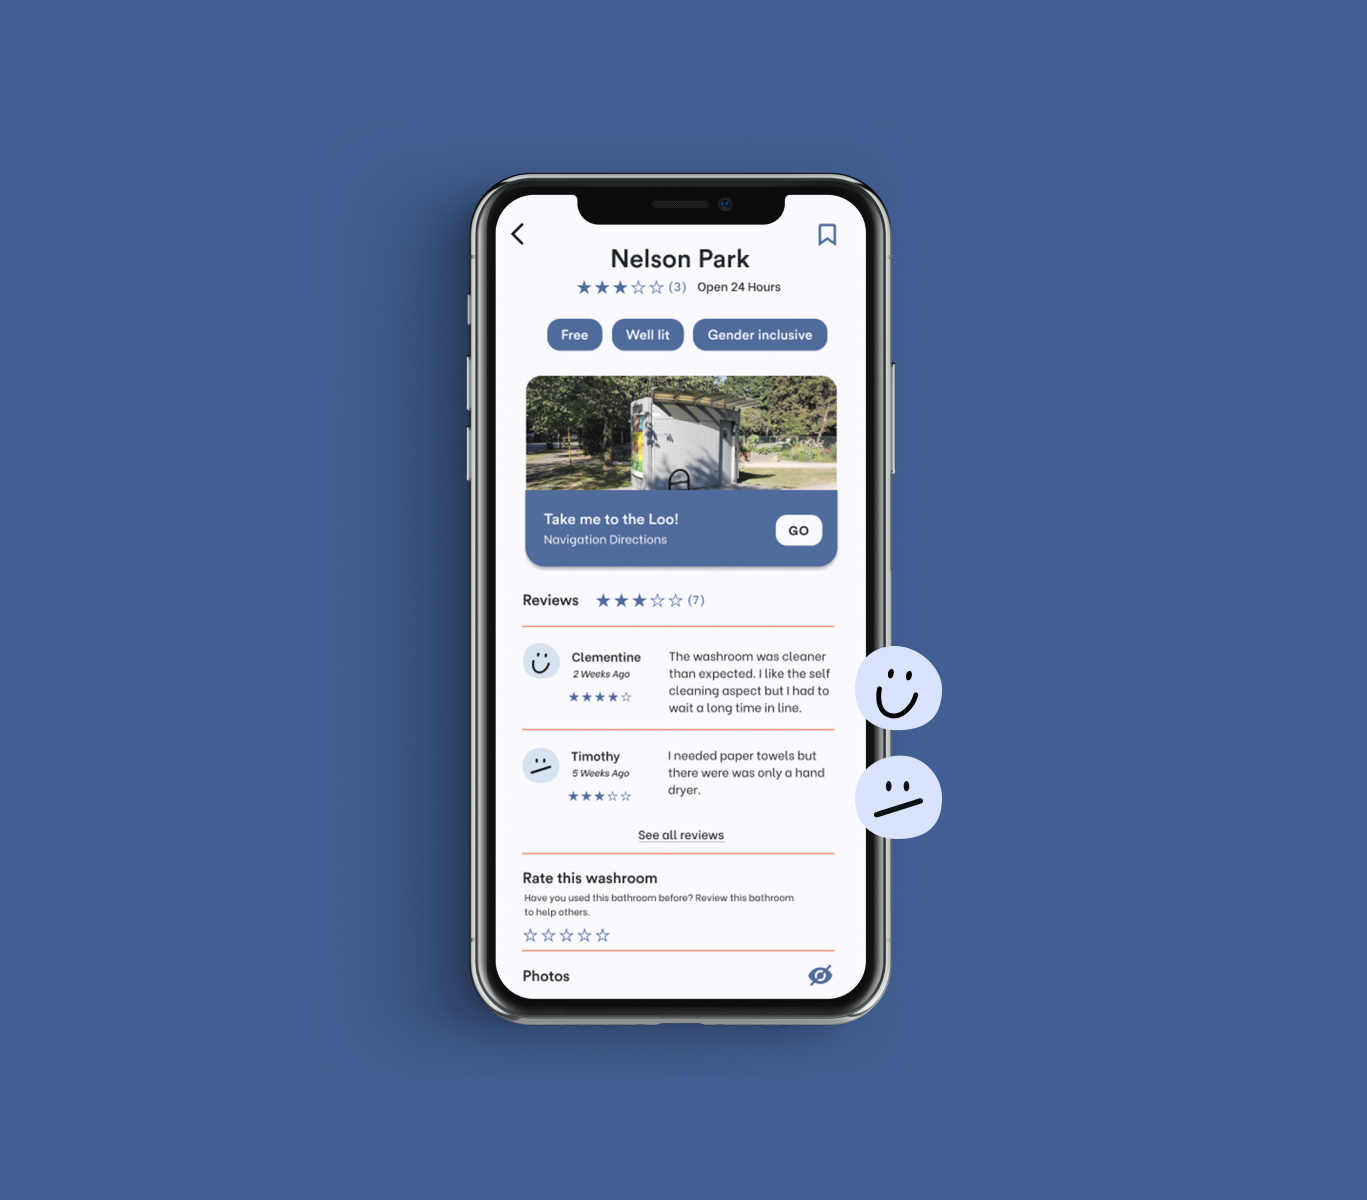 Nelson Park
(3) Open 24 Hours
Free
Well lit
Gender inclusive
Take me to the Loo!
Navigation Directions
GO
Reviews (7)
Clementine
2 Weeks Ago
The washroom was cleaner
than expected. I like the self
cleaning aspect but I had to
wait a long time in line.
Timothy
5 Weeks Ago
I needed paper towels but
there were was only a hand
dryer.
See all reviews
Rate this washroom
Have you used this bathroom before? Review this bathroom
to help others.
Photos